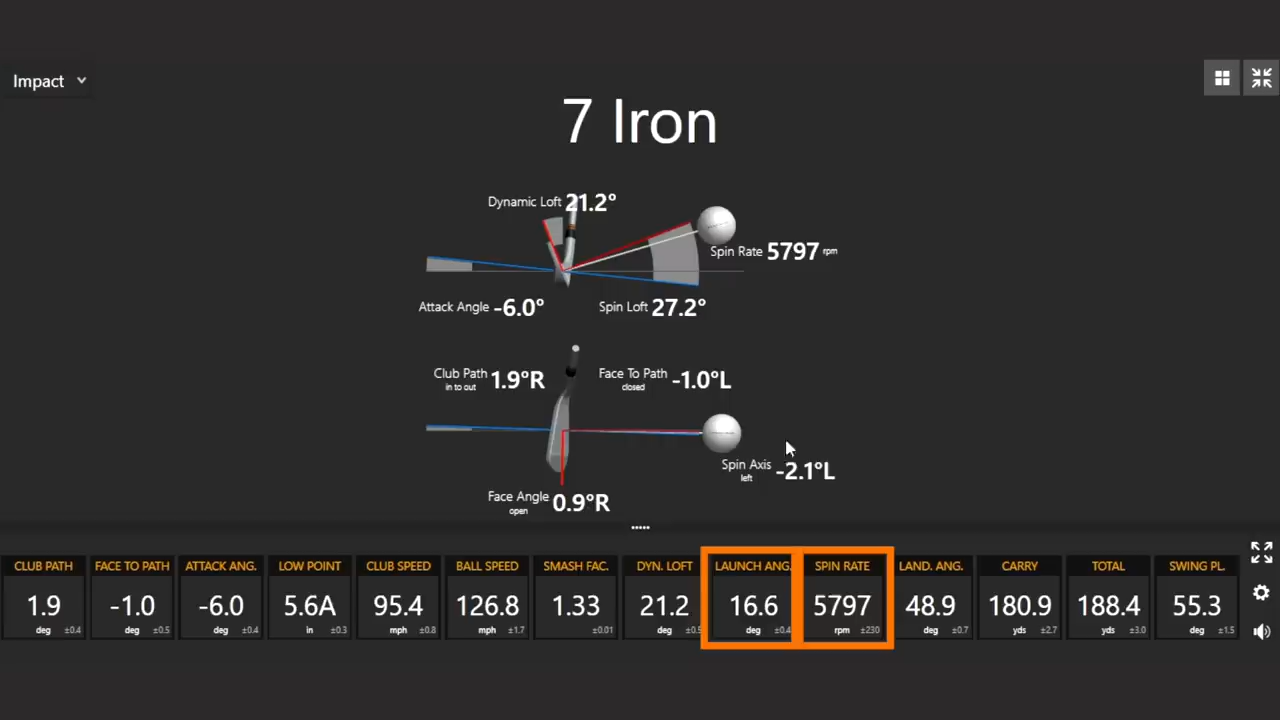 Impact
7 Iron
Dynamic Loft 21.2°
Spin Rate 5797 rpm
Attack Angle -6.0°
Spin Loft 27.2°
Club Path 1.9°R
in to out
Face To Path -1.0°L
closed
Spin Axis -2.1°L
left
Face Angle 0.9°R
open
CLUB PATH FACE TO PATH ATTACK ANG. LOW POINT CLUB SPEED BALL SPEED SMASH FAC. DYN. LOFT LAUNCH ANG. SPIN RATE LAND. ANG. CARRY TOTAL SWING PL.
1.9 -1.0 -6.0 5.6A 95.4 126.8 1.33 21.2 16.6 5797 48.9 180.9 188.4 55.3
deg ±0.4 deg ±0.5 deg ±0.4 in ±0.3 mph ±0.8 mph ±1.7 ±0.01 deg ±0.5 deg ±0.4 rpm ±230 deg ±0.7 yds ±2.7 yds ±3.0 deg ±1.5